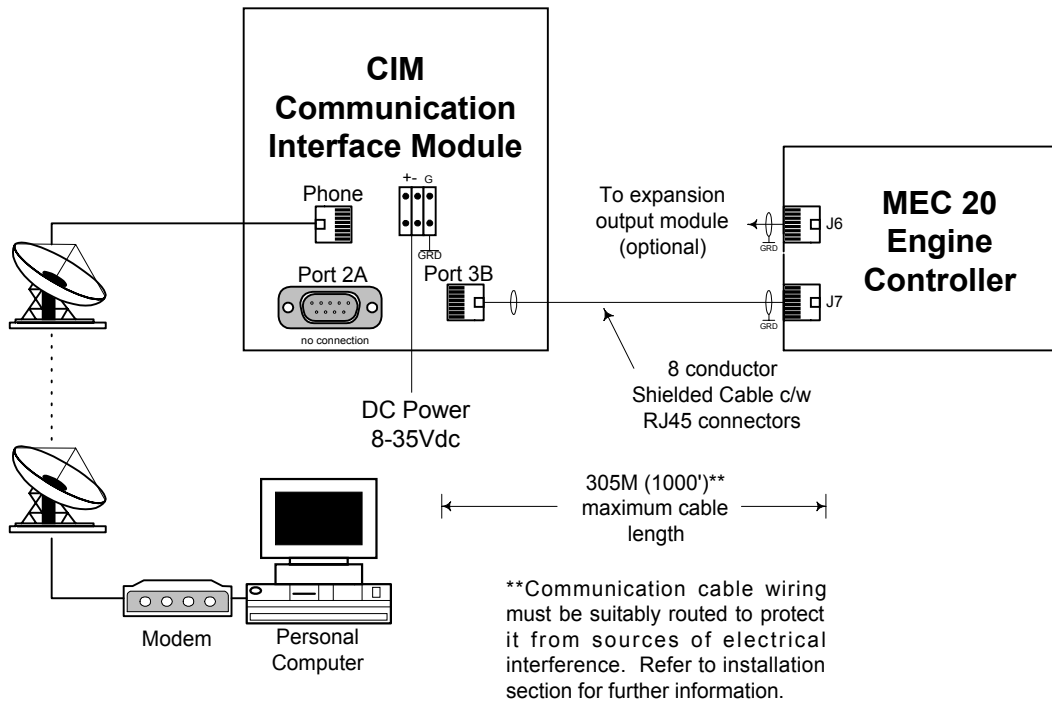 CIM
Communication
Interface Module
+- G
Phone
GRD
Port 2A
Port 3B
no connection
DC Power
8-35Vdc
To expansion
output module
(optional)
GRD
J6
MEC 20
Engine
Controller
J7
GRD
8 conductor
Shielded Cable c/w
RJ45 connectors
305M (1000')**
maximum cable
length
Modem
Personal
Computer
**Communication cable wiring
must be suitably routed to protect
it from sources of electrical
interference. Refer to installation
section for further information.